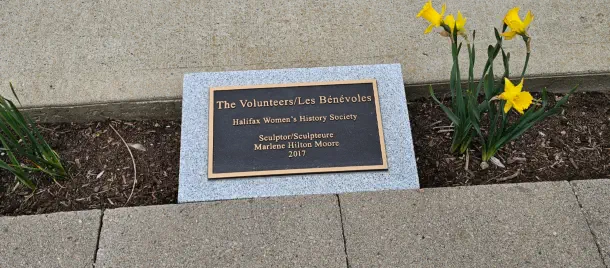 The Volunteers/Les Bénévoles
Halifax Women's History Society
Sculptor/Sculpteure
Marlene Hilton Moore
2017